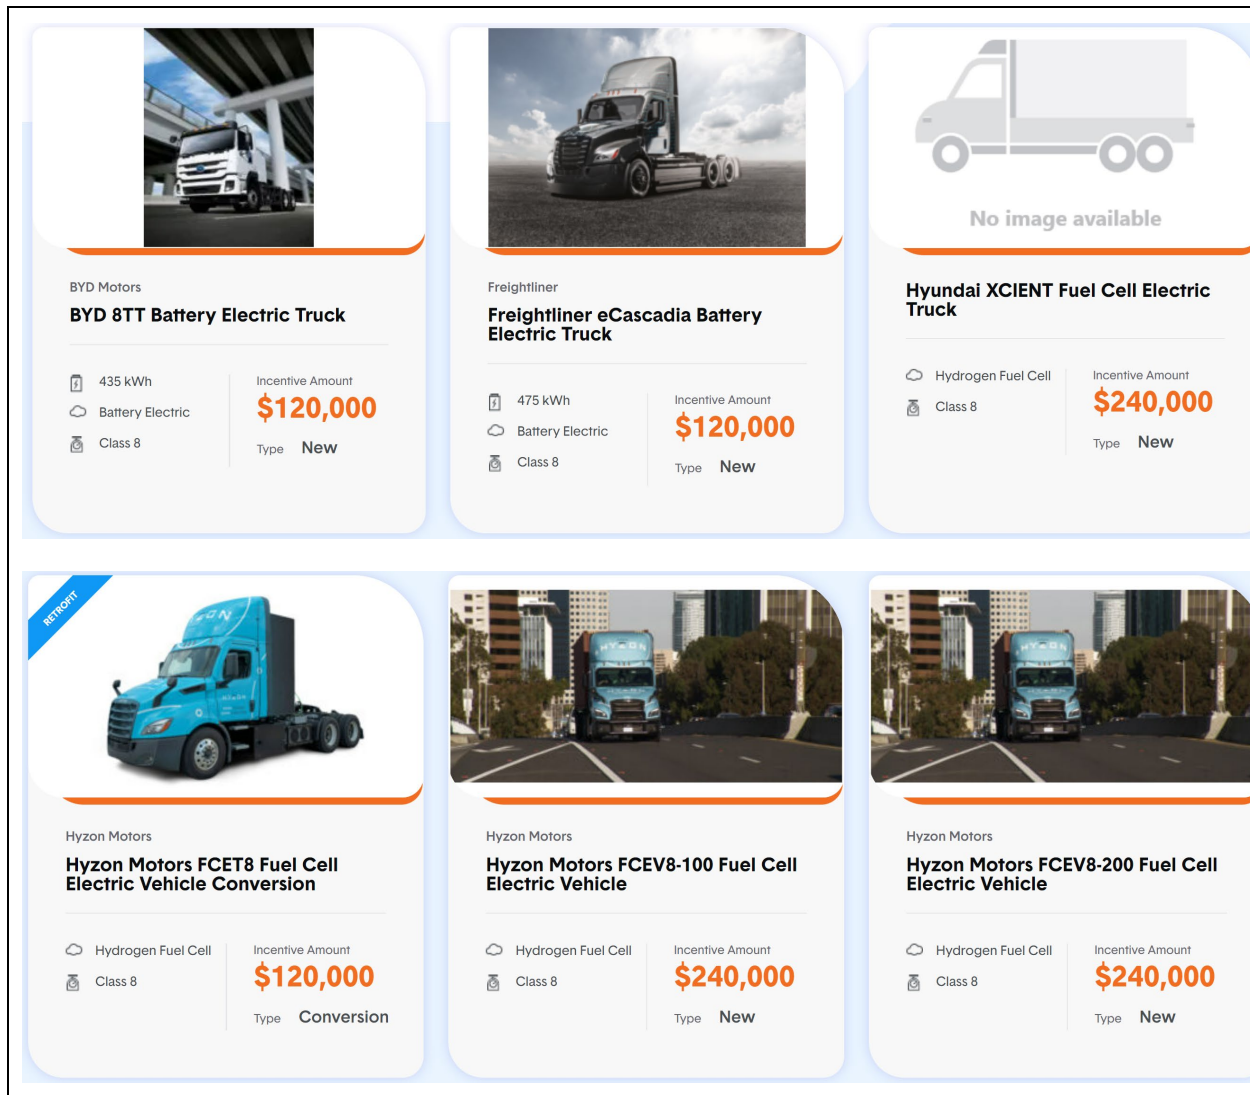 No image available
BYD Motors
BYD 8TT Battery Electric Truck
435 kWh
Battery Electric
Class 8
Incentive Amount
$120,000
Type New
Freightliner
Freightliner eCascadia Battery
Electric Truck
475 kWh
Battery Electric
Class 8
Incentive Amount
$120,000
Type New
Hyundai XCIENT Fuel Cell Electric
Truck
Hydrogen Fuel Cell
Class 8
Incentive Amount
$240,000
Type New
RETROFIT
HYZON
HYZON
Hyzon Motors
Hyzon Motors FCET8 Fuel Cell
Electric Vehicle Conversion
Hydrogen Fuel Cell
Class 8
Incentive Amount
$120,000
Type Conversion
Hyzon Motors
Hyzon Motors FCEV8-100 Fuel Cell
Electric Vehicle
Hydrogen Fuel Cell
Class 8
Incentive Amount
$240,000
Type New
Hyzon Motors
Hyzon Motors FCEV8-200 Fuel Cell
Electric Vehicle
Hydrogen Fuel Cell
Class 8
Incentive Amount
$240,000
Type New